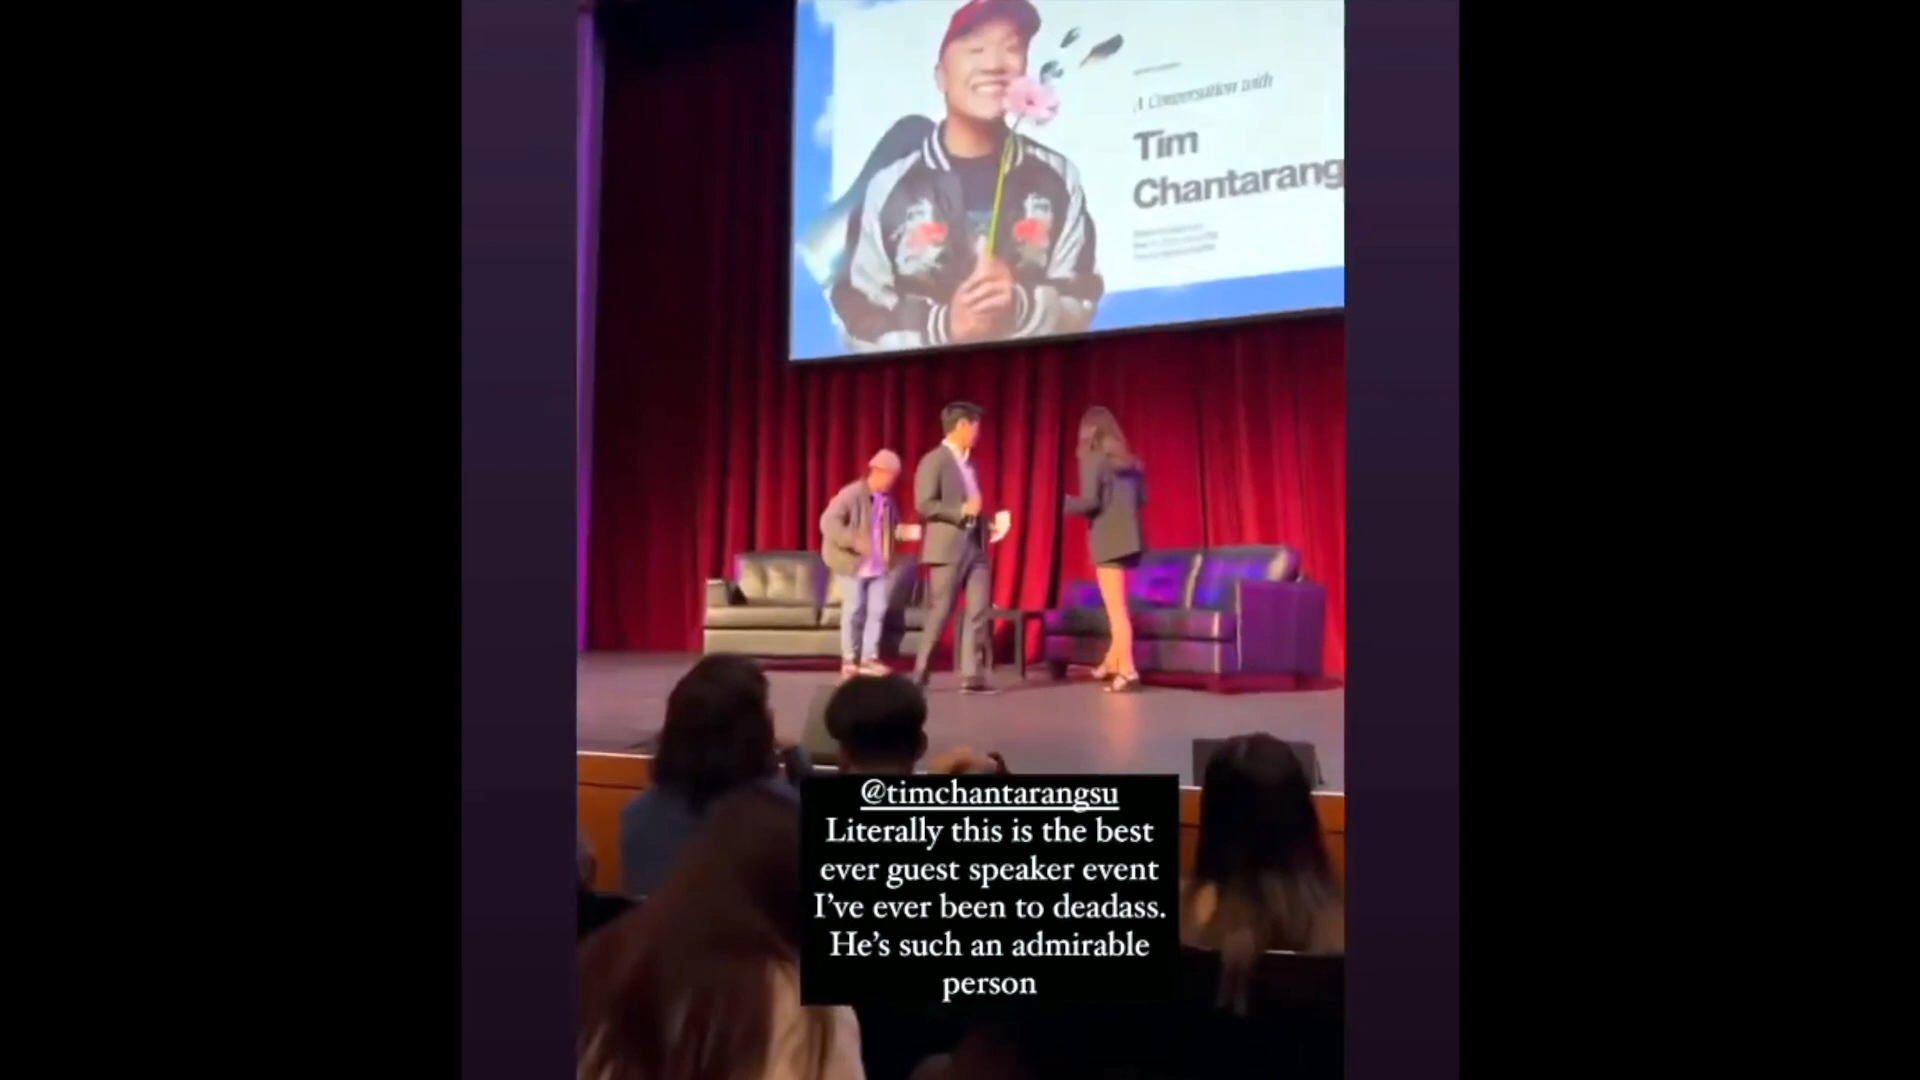 A Conversation with
Tim
Chantarang
@timchantarangsu
Literally this is the best
ever guest speaker event
I've ever been to deadass.
He's such an admirable
person